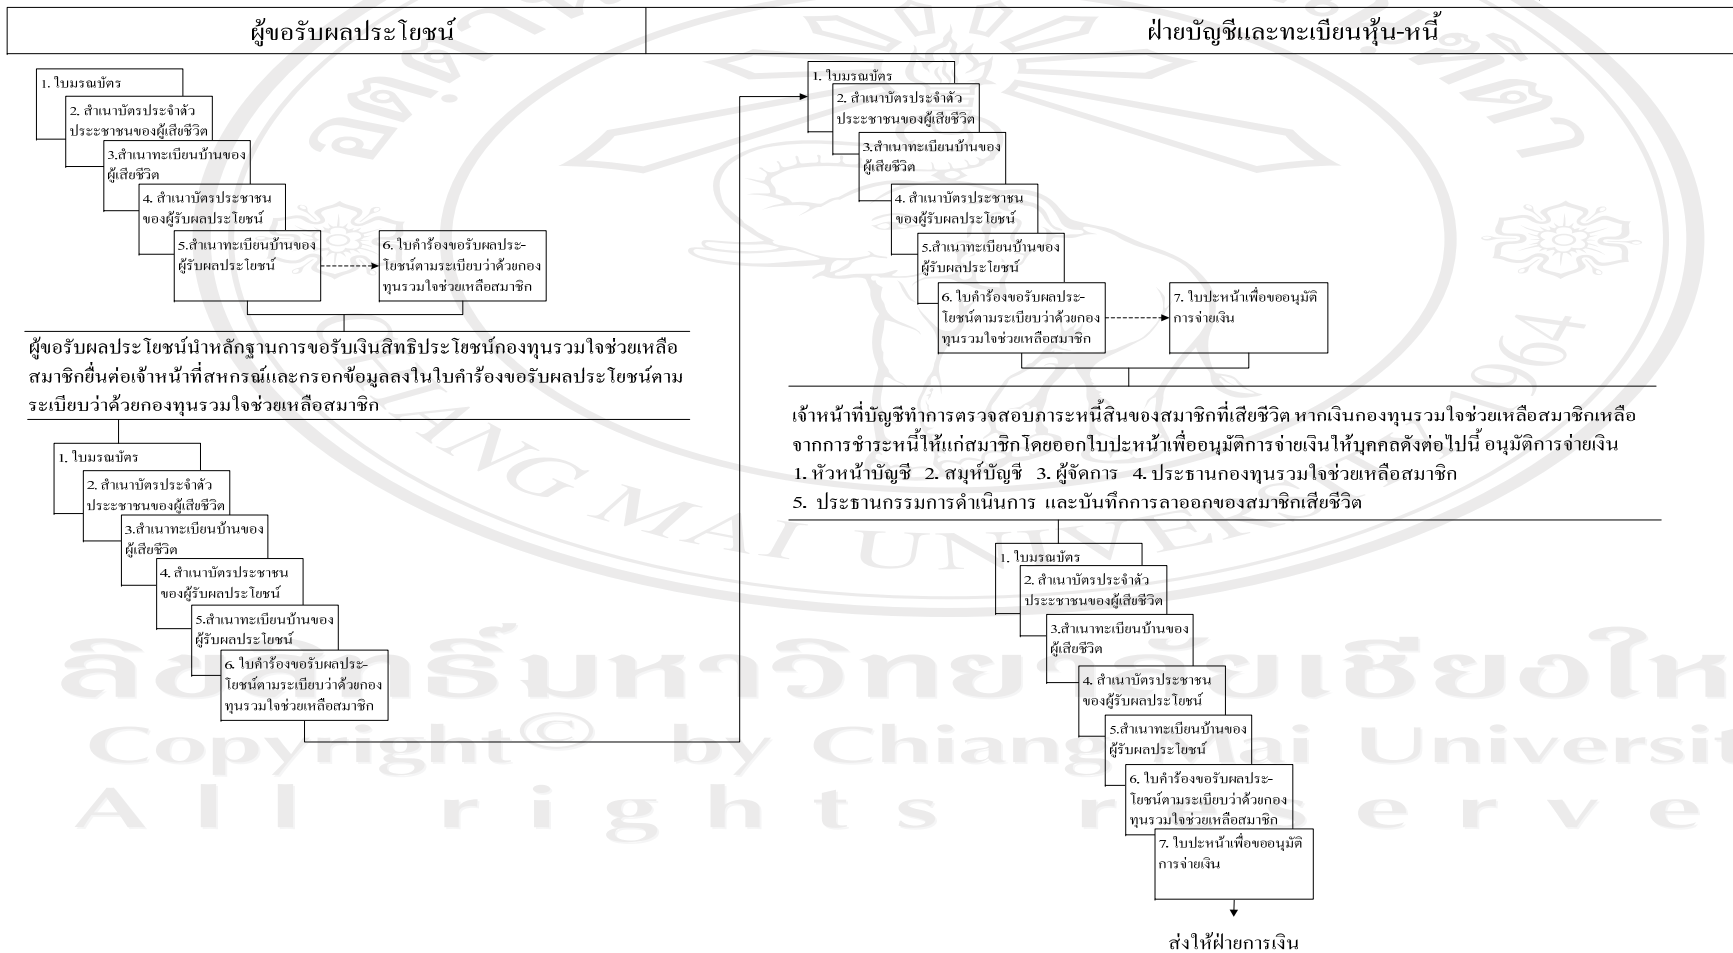 ผู้ขอรับผลประโยชน์
ฝ่ายบัญชีและทะเบียนหุ้น-หนี้
1. ใบมรณบัตร
2. สำเนาบัตรประจำตัว
ประชาชนของผู้เสียชีวิต
3.สำเนาทะเบียนบ้านของ
ผู้เสียชีวิต
4. สำเนาบัตรประชาชน
ของผู้รับผลประโยชน์
5.สำเนาทะเบียนบ้านของ
ผู้รับผลประโยชน์
6. ใบคำร้องขอรับผลประ-
โยชน์ตามระเบียบว่าด้วยกอง
ทุนรวมใจช่วยเหลือสมาชิก
ผู้ขอรับผลประโยชน์นำหลักฐานการขอรับเงินสิทธิประโยชน์กองทุนรวมใจช่วยเหลือ
สมาชิกยื่นต่อเจ้าหน้าที่สหกรณ์และกรอกข้อมูลลงในใบคำร้องขอรับผลประโยชน์ตาม
ระเบียบว่าด้วยกองทุนรวมใจช่วยเหลือสมาชิก
1. ใบมรณบัตร
2. สำเนาบัตรประจำตัว
ประชาชนของผู้เสียชีวิต
3.สำเนาทะเบียนบ้านของ
ผู้เสียชีวิต
4. สำเนาบัตรประชาชน
ของผู้รับผลประโยชน์
5.สำเนาทะเบียนบ้านของ
ผู้รับผลประโยชน์
6. ใบคำร้องขอรับผลประ-
โยชน์ตามระเบียบว่าด้วยกอง
ทุนรวมใจช่วยเหลือสมาชิก
1. ใบมรณบัตร
2. สำเนาบัตรประจำตัว
ประชาชนของผู้เสียชีวิต
3.สำเนาทะเบียนบ้านของ
ผู้เสียชีวิต
4. สำเนาบัตรประชาชน
ของผู้รับผลประโยชน์
5.สำเนาทะเบียนบ้านของ
ผู้รับผลประโยชน์
6. ใบคำร้องขอรับผลประ-
โยชน์ตามระเบียบว่าด้วยกอง
ทุนรวมใจช่วยเหลือสมาชิก
7. ใบปะหน้าเพื่อขออนุมัติ
การจ่ายเงิน
เจ้าหน้าที่บัญชีทำการตรวจสอบภาระหนี้สินของสมาชิกที่เสียชีวิต หากเงินกองทุนรวมใจช่วยเหลือสมาชิกเหลือ
จากการชำระหนี้ให้แก่สมาชิกโดยออกใบปะหน้าเพื่ออนุมัติการจ่ายเงินให้บุคคลดังต่อไปนี้ อนุมัติการจ่ายเงิน
1. หัวหน้าบัญชี 2. สมุห์บัญชี 3. ผู้จัดการ 4. ประธานกองทุนรวมใจช่วยเหลือสมาชิก
5. ประธานกรรมการดำเนินการ และบันทึกการลาออกของสมาชิกเสียชีวิต
1. ใบมรณบัตร
2. สำเนาบัตรประจำตัว
ประชาชนของผู้เสียชีวิต
3.สำเนาทะเบียนบ้านของ
ผู้เสียชีวิต
4. สำเนาบัตรประชาชน
ของผู้รับผลประโยชน์
5.สำเนาทะเบียนบ้านของ
ผู้รับผลประโยชน์
6. ใบคำร้องขอรับผลประ-
โยชน์ตามระเบียบว่าด้วยกอง
ทุนรวมใจช่วยเหลือสมาชิก
7. ใบปะหน้าเพื่อขออนุมัติ
การจ่ายเงิน
ส่งให้ฝ่ายการเงิน
CHIANG MAI UNIVERSITY 1964
Copyright© by Chiang Mai Universit
All rights reserve